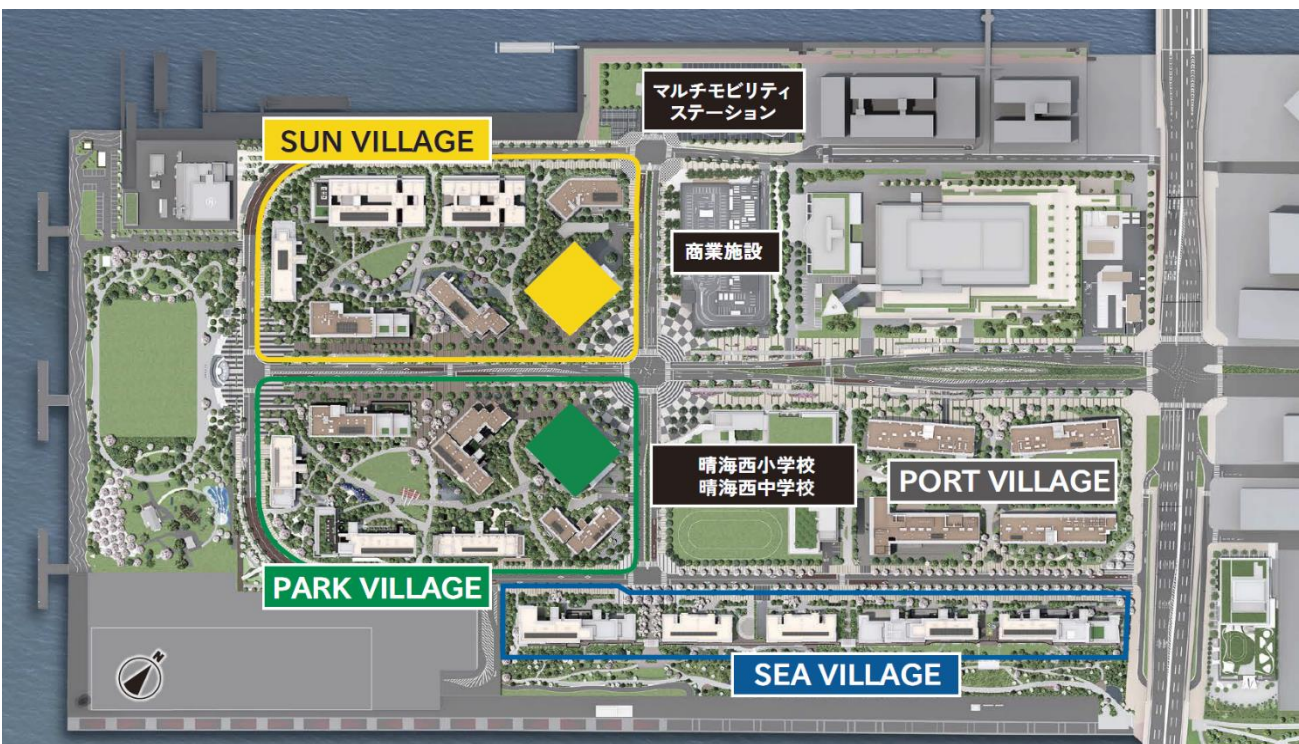 マルチモビリティ
ステーション
SUN VILLAGE
商業施設
晴海西小学校
晴海西中学校
PORT VILLAGE
PARK VILLAGE
SEA VILLAGE
N